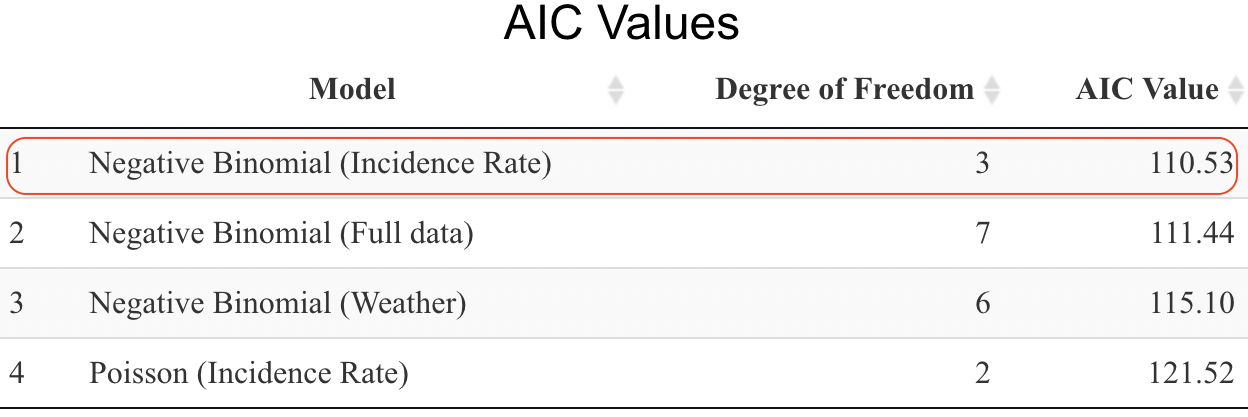 AIC Values
Model Degree of Freedom AIC Value
1 Negative Binomial (Incidence Rate) 3 110.53
2 Negative Binomial (Full data) 7 111.44
3 Negative Binomial (Weather) 6 115.10
4 Poisson (Incidence Rate) 2 121.52